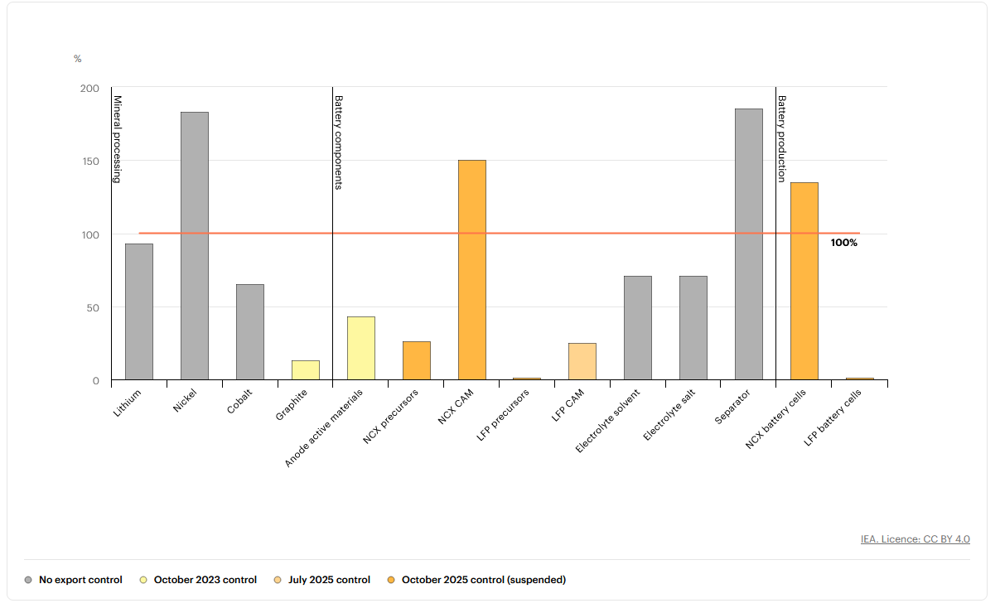 %
200
150
100
50
0
Mineral processing
Battery components
Battery production
100%
Lithium
Nickel
Cobalt
Graphite
Anode active materials
NCX precursors
NCX CAM
LFP precursors
LFP CAM
Electrolyte solvent
Electrolyte salt
Separator
NCX battery cells
LFP battery cells
IEA. Licence: CC BY 4.0
No export control
October 2023 control
July 2025 control
October 2025 control (suspended)